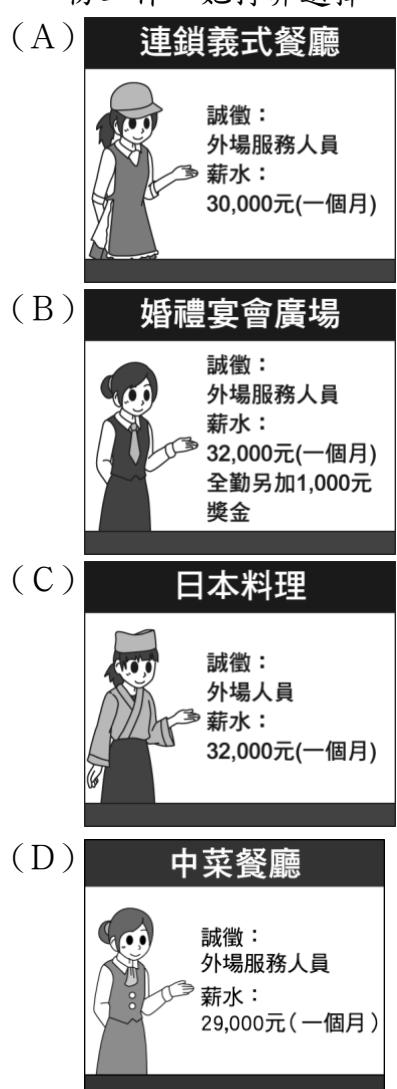 （A）
連鎖義式餐廳
誠徵：
外場服務人員
薪水：
30,000元(一個月)
（B）
婚禮宴會廣場
誠徵：
外場服務人員
薪水：
32,000元(一個月)
全勤另加1,000元
獎金
（C）
日本料理
誠徵：
外場人員
薪水：
32,000元(一個月)
（D）
中菜餐廳
誠徵：
外場服務人員
薪水：
29,000元(一個月)